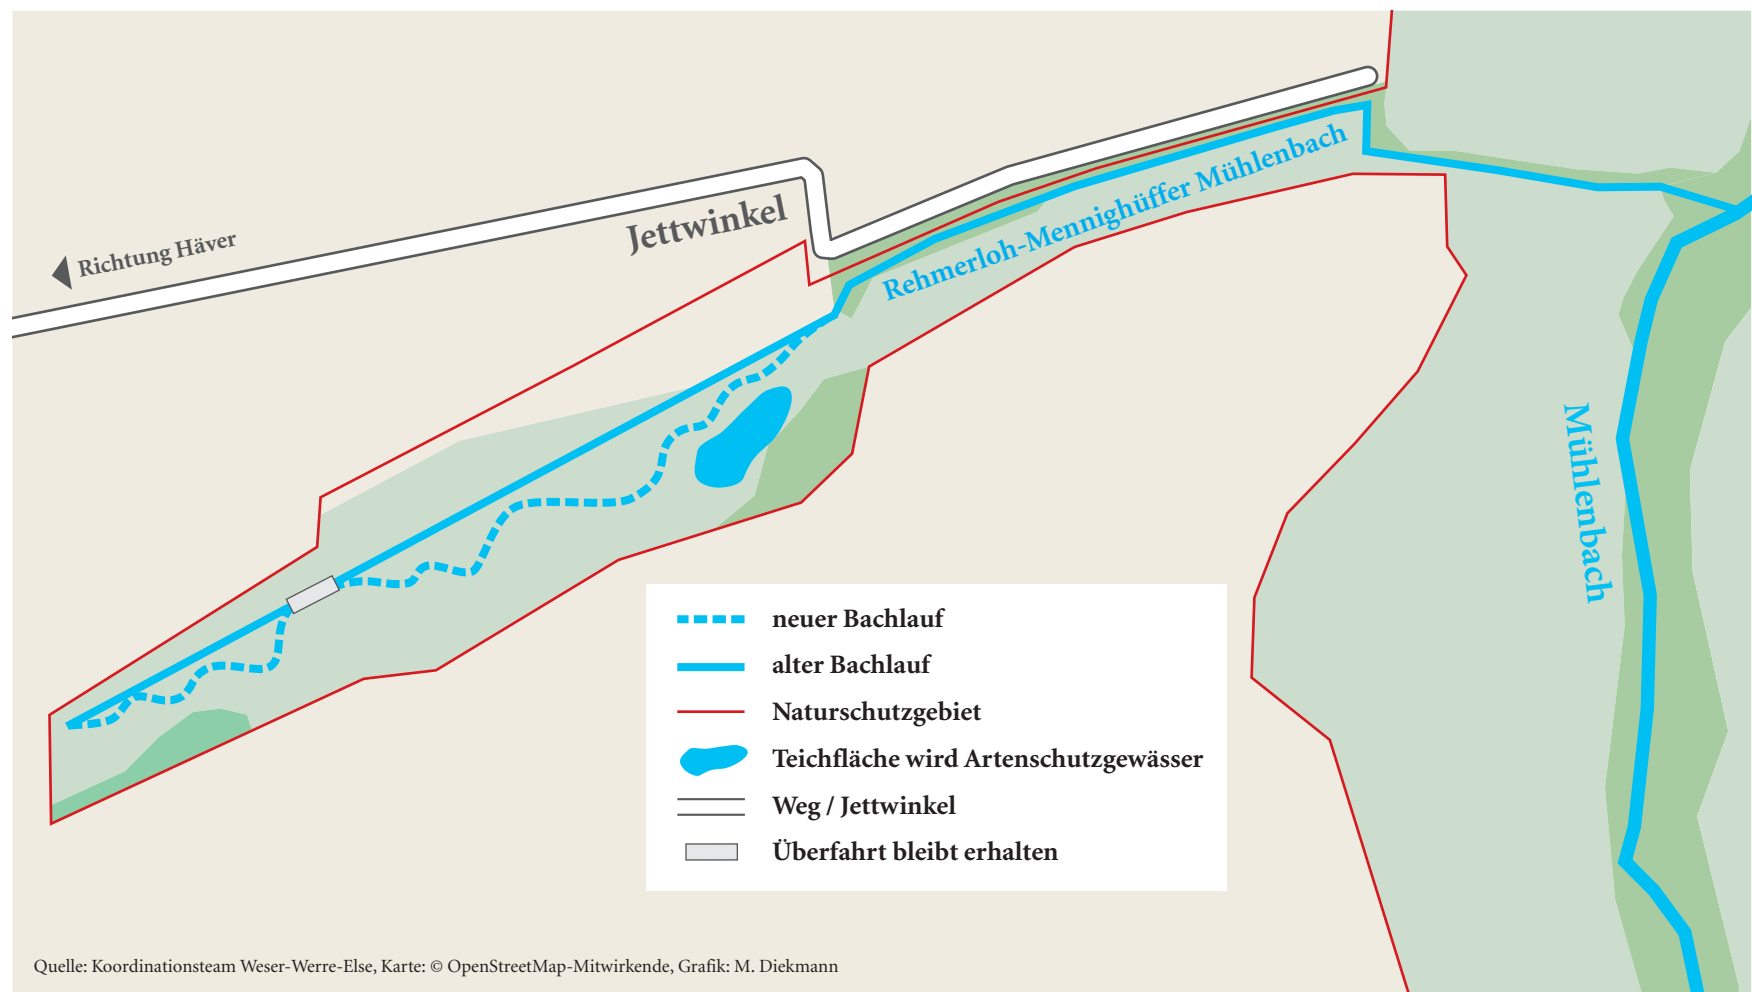 Richtung Häver
Jettwinkel
Rehmerloh-Mennighüffer Mühlenbach
Mühlenbach
neuer Bachlauf
alter Bachlauf
Naturschutzgebiet
Teichfläche wird Artenschutzgewässer
Weg / Jettwinkel
Überfahrt bleibt erhalten
Quelle: Koordinationsteam Weser-Werre-Else, Karte: © OpenStreetMap-Mitwirkende, Grafik: M. Diekmann